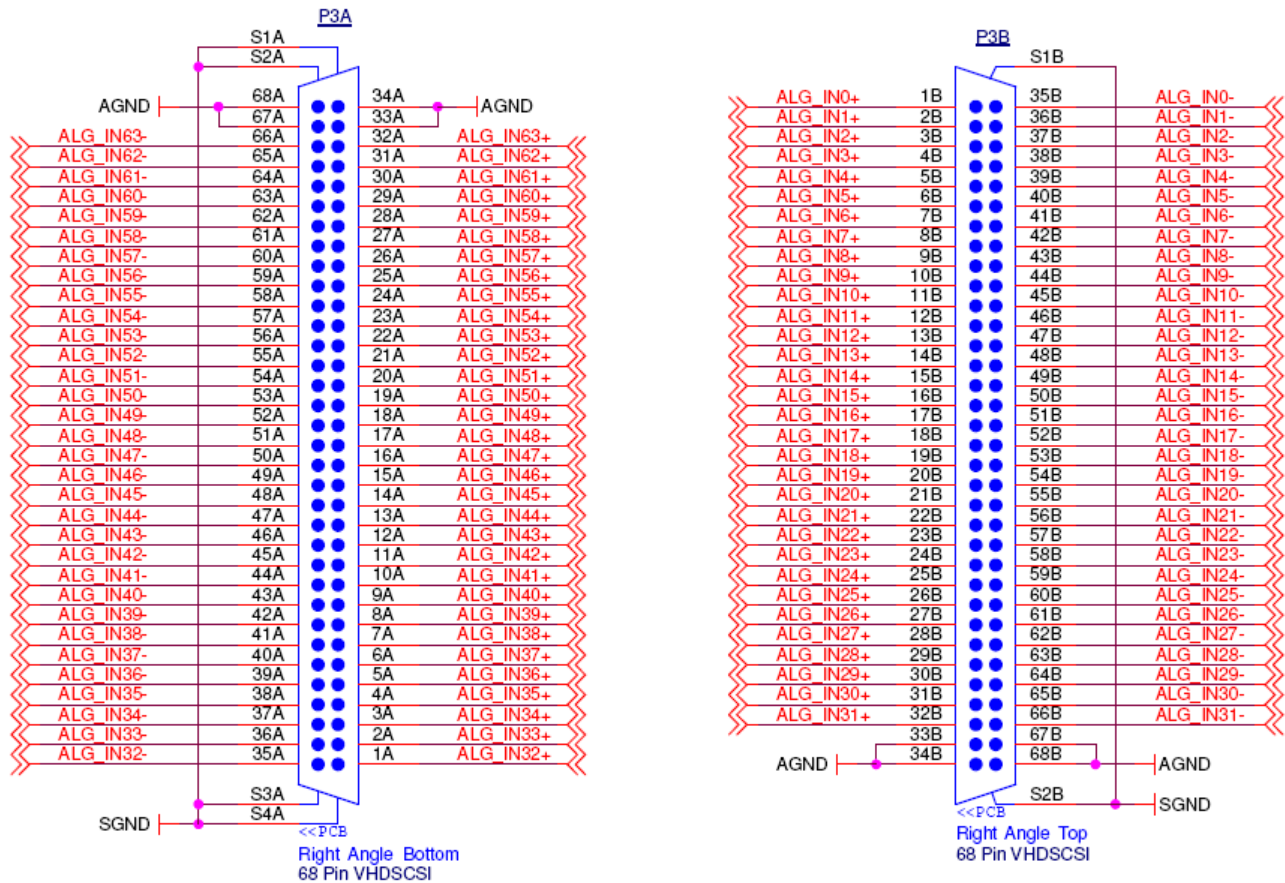 P3A
S1A
S2A
AGND 68A 34A AGND
67A 33A
ALG_IN63- 66A 32A ALG_IN63+
ALG_IN62- 65A 31A ALG_IN62+
ALG_IN61- 64A 30A ALG_IN61+
ALG_IN60- 63A 29A ALG_IN60+
ALG_IN59- 62A 28A ALG_IN59+
ALG_IN58- 61A 27A ALG_IN58+
ALG_IN57- 60A 26A ALG_IN57+
ALG_IN56- 59A 25A ALG_IN56+
ALG_IN55- 58A 24A ALG_IN55+
ALG_IN54- 57A 23A ALG_IN54+
ALG_IN53- 56A 22A ALG_IN53+
ALG_IN52- 55A 21A ALG_IN52+
ALG_IN51- 54A 20A ALG_IN51+
ALG_IN50- 53A 19A ALG_IN50+
ALG_IN49- 52A 18A ALG_IN49+
ALG_IN48- 51A 17A ALG_IN48+
ALG_IN47- 50A 16A ALG_IN47+
ALG_IN46- 49A 15A ALG_IN46+
ALG_IN45- 48A 14A ALG_IN45+
ALG_IN44- 47A 13A ALG_IN44+
ALG_IN43- 46A 12A ALG_IN43+
ALG_IN42- 45A 11A ALG_IN42+
ALG_IN41- 44A 10A ALG_IN41+
ALG_IN40- 43A 9A ALG_IN40+
ALG_IN39- 42A 8A ALG_IN39+
ALG_IN38- 41A 7A ALG_IN38+
ALG_IN37- 40A 6A ALG_IN37+
ALG_IN36- 39A 5A ALG_IN36+
ALG_IN35- 38A 4A ALG_IN35+
ALG_IN34- 37A 3A ALG_IN34+
ALG_IN33- 36A 2A ALG_IN33+
ALG_IN32- 35A 1A ALG_IN32+
S3A
SGND S4A
<<PCB
Right Angle Bottom
68 Pin VHDSCSI
P3B
S1B
ALG_IN0+ 1B 35B ALG_IN0-
ALG_IN1+ 2B 36B ALG_IN1-
ALG_IN2+ 3B 37B ALG_IN2-
ALG_IN3+ 4B 38B ALG_IN3-
ALG_IN4+ 5B 39B ALG_IN4-
ALG_IN5+ 6B 40B ALG_IN5-
ALG_IN6+ 7B 41B ALG_IN6-
ALG_IN7+ 8B 42B ALG_IN7-
ALG_IN8+ 9B 43B ALG_IN8-
ALG_IN9+ 10B 44B ALG_IN9-
ALG_IN10+ 11B 45B ALG_IN10-
ALG_IN11+ 12B 46B ALG_IN11-
ALG_IN12+ 13B 47B ALG_IN12-
ALG_IN13+ 14B 48B ALG_IN13-
ALG_IN14+ 15B 49B ALG_IN14-
ALG_IN15+ 16B 50B ALG_IN15-
ALG_IN16+ 17B 51B ALG_IN16-
ALG_IN17+ 18B 52B ALG_IN17-
ALG_IN18+ 19B 53B ALG_IN18-
ALG_IN19+ 20B 54B ALG_IN19-
ALG_IN20+ 21B 55B ALG_IN20-
ALG_IN21+ 22B 56B ALG_IN21-
ALG_IN22+ 23B 57B ALG_IN22-
ALG_IN23+ 24B 58B ALG_IN23-
ALG_IN24+ 25B 59B ALG_IN24-
ALG_IN25+ 26B 60B ALG_IN25-
ALG_IN26+ 27B 61B ALG_IN26-
ALG_IN27+ 28B 62B ALG_IN27-
ALG_IN28+ 29B 63B ALG_IN28-
ALG_IN29+ 30B 64B ALG_IN29-
ALG_IN30+ 31B 65B ALG_IN30-
ALG_IN31+ 32B 66B ALG_IN31-
33B 67B
AGND 34B 68B AGND
S2B SGND
<<PCB
Right Angle Top
68 Pin VHDSCSI